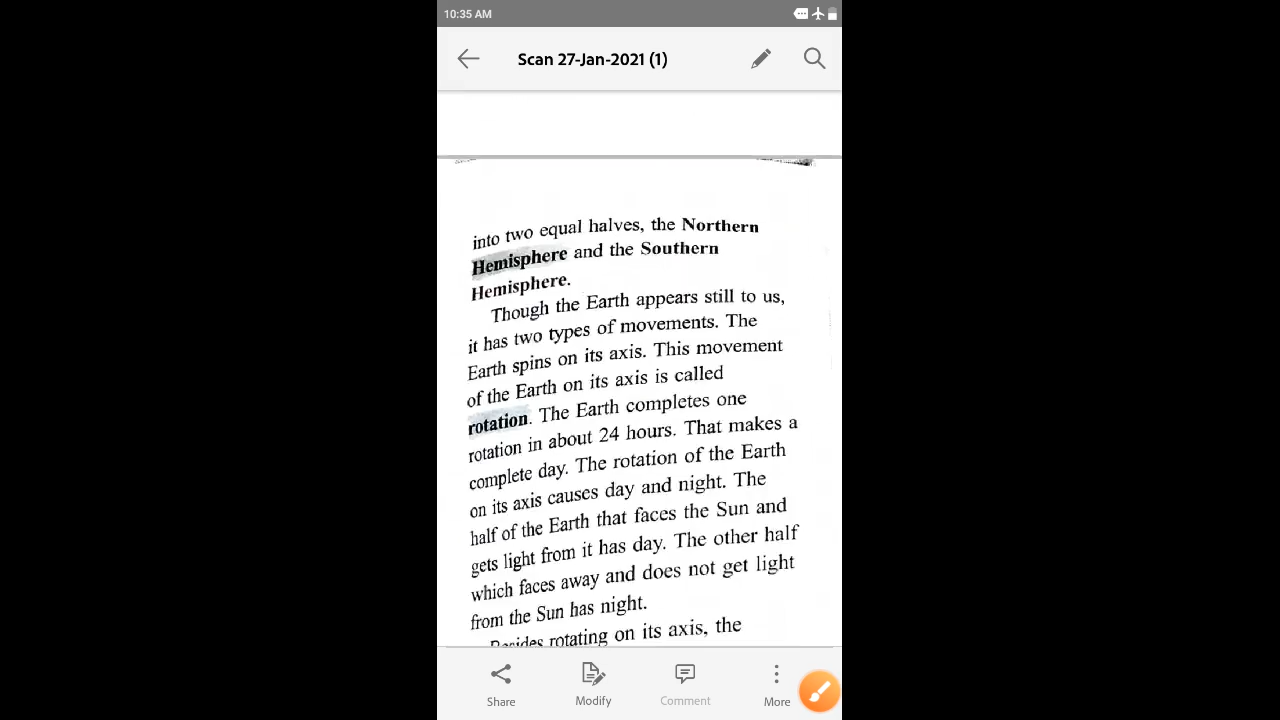 10:35 AM
Scan 27-Jan-2021 (1)
into two equal halves, the Northern
Hemisphere and the Southern
Hemisphere.
Though the Earth appears still to us,
it has two types of movements. The
Earth spins on its axis. This movement
of the Earth on its axis is called
rotation. The Earth completes one
rotation in about 24 hours. That makes a
complete day. The rotation of the Earth
on its axis causes day and night. The
half of the Earth that faces the Sun and
gets light from it has day. The other half
which faces away and does not get light
from the Sun has night.
Besides rotating on its axis, the
Share Modify Comment More